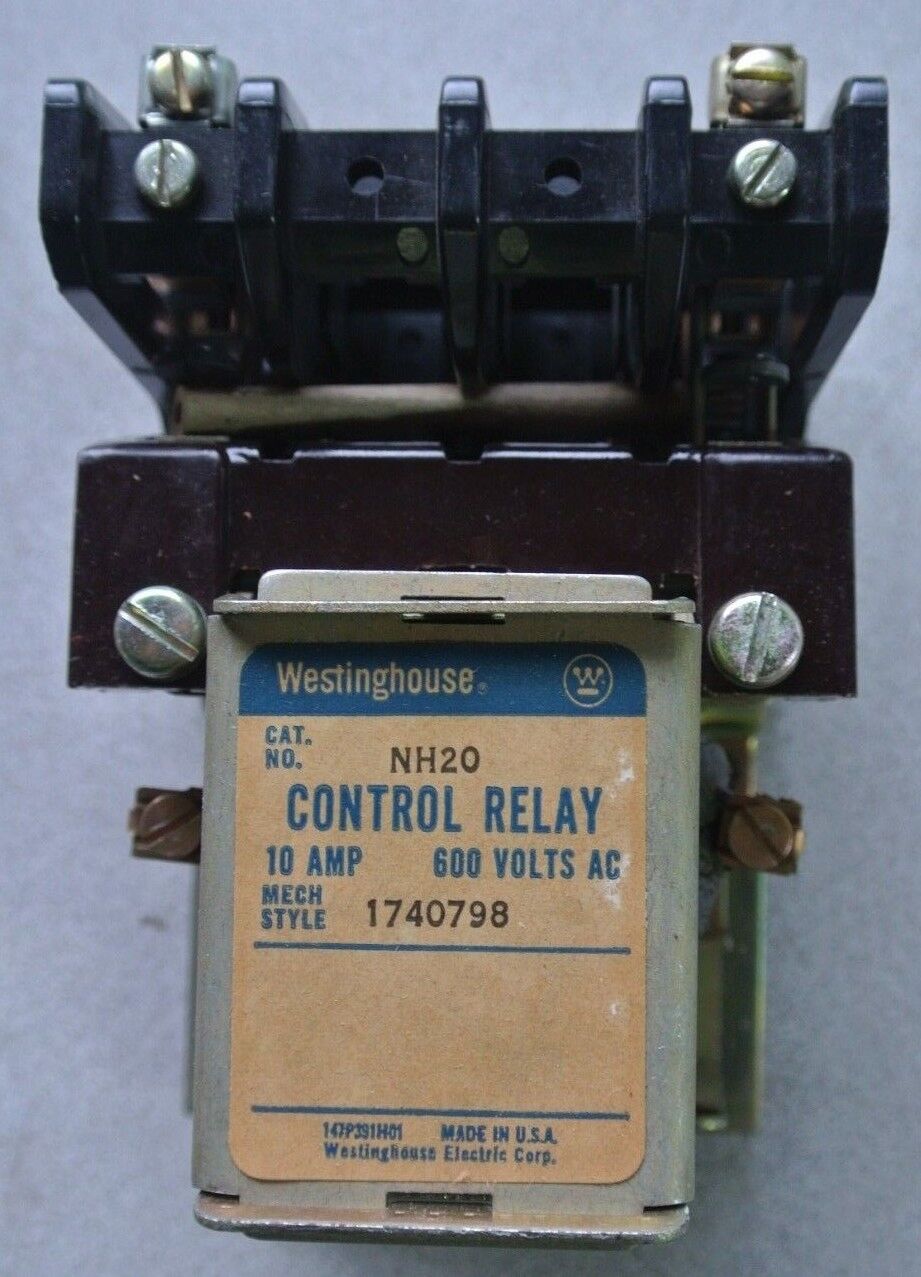 Westinghouse® W
CAT.
NO. NH20
CONTROL RELAY
10 AMP 600 VOLTS AC
MECH
STYLE 1740798
147P391H01 MADE IN U.S.A.
Westinghouse Electric Corp.